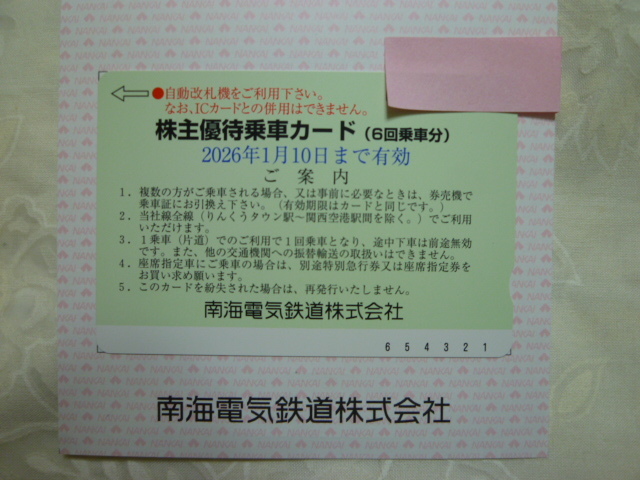 ●自動改札機をご利用下さい。
なお、ICカードとの併用はできません。
株主優待乗車カード（6回乗車分）
2026年1月10日まで有効
ご案内
1．複数の方がご乗車される場合、又は事前に必要なときは、券売機で
乗車証にお引換え下さい。（有効期限はカードと同じです。）
2．当社線全線（りんくうタウン駅～関西空港駅間を除く。）でご利用
いただけます。
3．1乗車（片道）でのご利用で1回乗車となり、途中下車は前途無効
です。また、他の交通機関への振替輸送の取扱いはできません。
4．座席指定車にご乗車の場合は、別途特別急行券又は座席指定券を
お買い求め願います。
5．このカードを紛失された場合は、再発行いたしません。
南海電気鉄道株式会社
6 5 4 3 2 1
南海電気鉄道株式会社
NANKAI